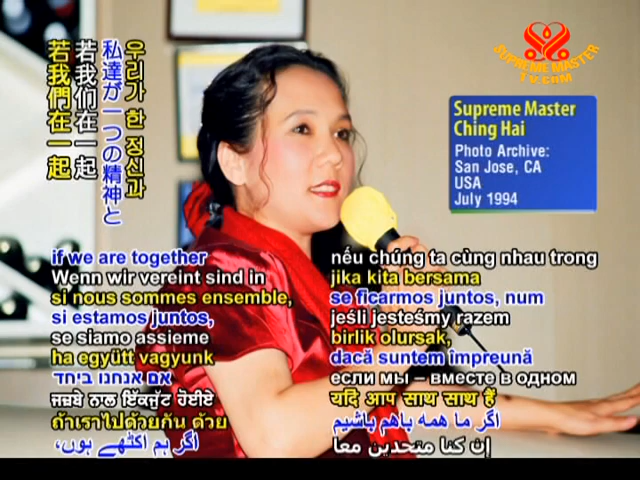 SUPREME MASTER
TV.COM
Supreme Master
Ching Hai
Photo Archive:
San Jose, CA
USA
July 1994
우리가 한 정신과
私達が一つの精神と
若我们在一起
若我們在一起
if we are together
Wenn wir vereint sind in
si nous sommes ensemble,
si estamos juntos,
se siamo assieme
ha együtt vagyunk
אם אנחנו ביחד
ਜਜ਼ਬੇ ਨਾਲ ਇੱਕਜੁੱਟ ਹੋਈਏ
ถ้าเราไปด้วยกัน ด้วย
اگر ہم اکٹھے ہوں،
nếu chúng ta cùng nhau trong
jika kita bersama
se ficarmos juntos, num
jeśli jesteśmy razem
birlik olursak,
dacă suntem împreună
если мы – вместе в одном
यदि आप साथ साथ हैं
اگر ما همه باهم باشیم
إن كنا متحدين معا